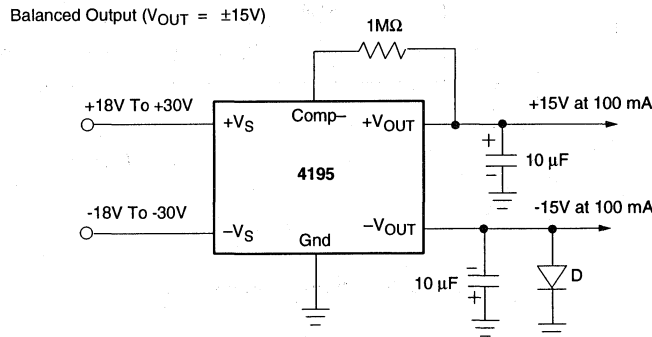 Balanced Output (VOUT = ±15V)
1MΩ
+18V To +30V
+VS
Comp–
+VOUT
+15V at 100 mA
+
–
10 µF
4195
-18V To -30V
–VS
Gnd
–VOUT
-15V at 100 mA
–
+
10 µF
D